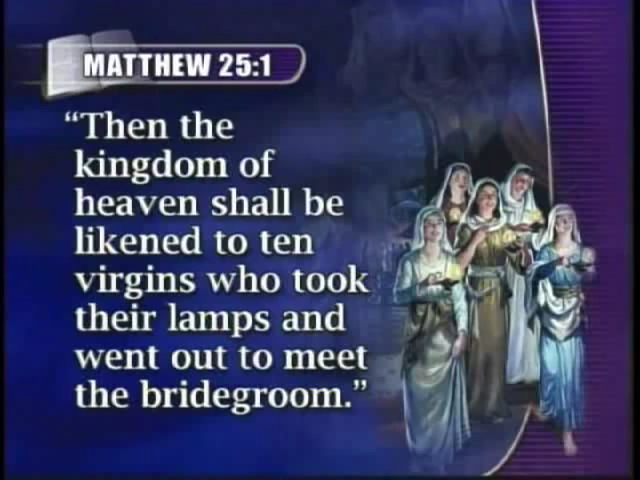 MATTHEW 25:1
“Then the
kingdom of
heaven shall be
likened to ten
virgins who took
their lamps and
went out to meet
the bridegroom.”